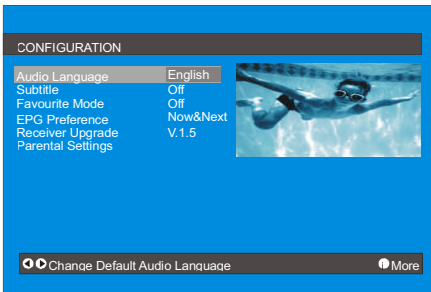 CONFIGURATION
Audio Language English
Subtitle Off
Favourite Mode Off
EPG Preference Now&Next
Receiver Upgrade V.1.5
Parental Settings
Change Default Audio Language i More